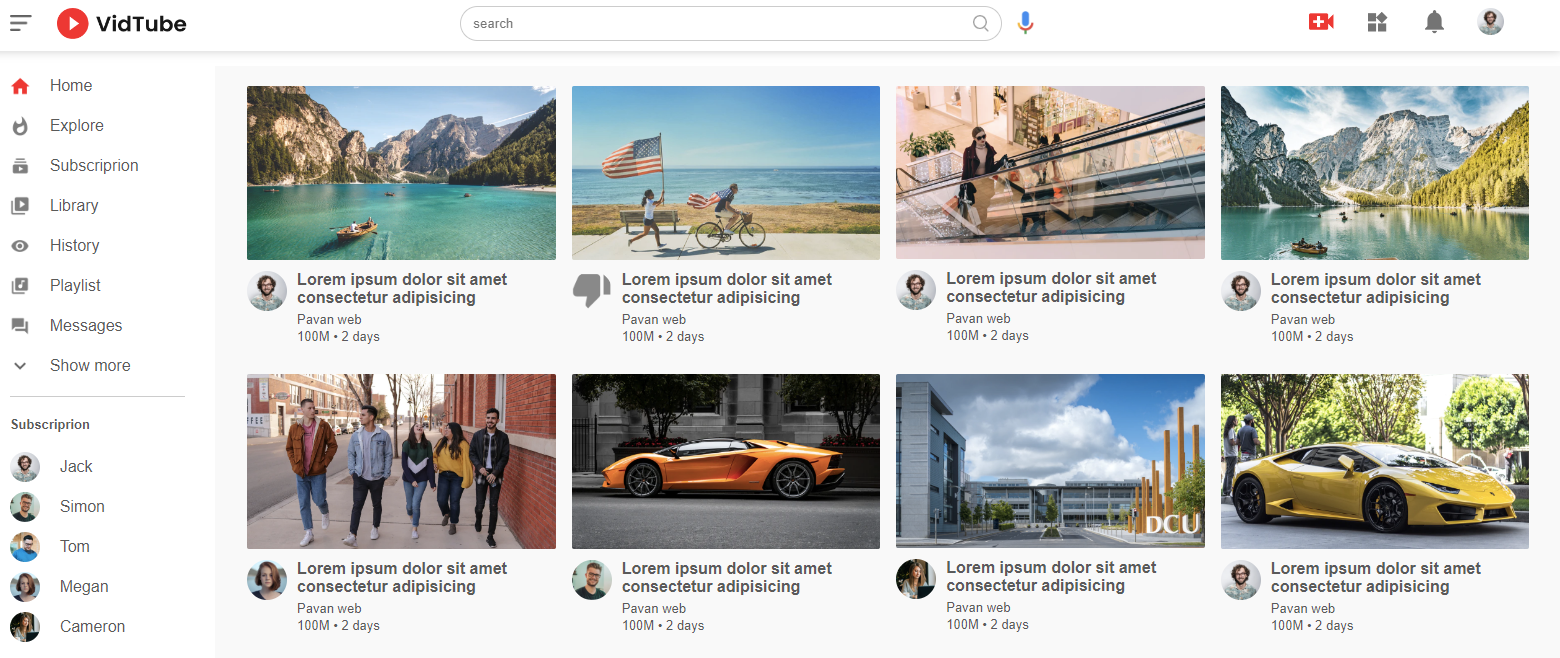 VidTube
search
Home
Explore
Subscriprion
Library
History
Playlist
Messages
Show more
Subscriprion
Jack
Simon
Tom
Megan
Cameron
Lorem ipsum dolor sit amet
consectetur adipisicing
Pavan web
100M • 2 days
Lorem ipsum dolor sit amet
consectetur adipisicing
Pavan web
100M • 2 days
Lorem ipsum dolor sit amet
consectetur adipisicing
Pavan web
100M • 2 days
Lorem ipsum dolor sit amet
consectetur adipisicing
Pavan web
100M • 2 days
FFEE
Lorem ipsum dolor sit amet
consectetur adipisicing
Pavan web
100M • 2 days
Lorem ipsum dolor sit amet
consectetur adipisicing
Pavan web
100M • 2 days
DCU
Lorem ipsum dolor sit amet
consectetur adipisicing
Pavan web
100M • 2 days
Lorem ipsum dolor sit amet
consectetur adipisicing
Pavan web
100M • 2 days